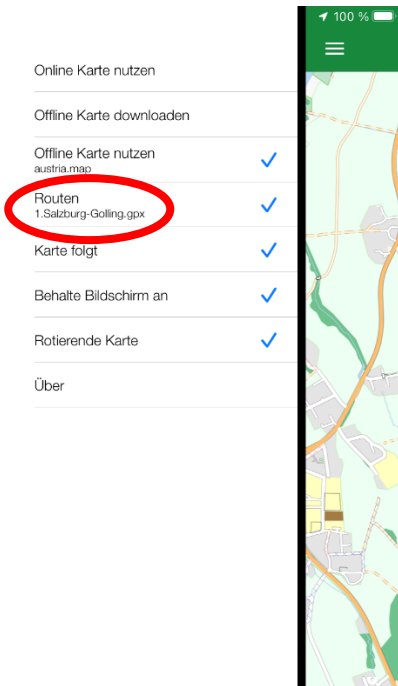 100 %
Online Karte nutzen
Offline Karte downloaden
Offline Karte nutzen
austria.map
Routen
1.Salzburg-Golling.gpx
Karte folgt
Behalte Bildschirm an
Rotierende Karte
Über